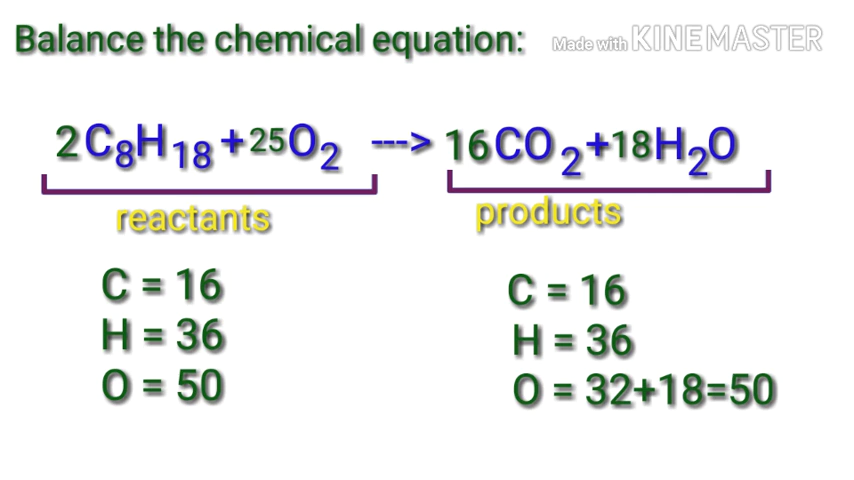 Balance the chemical equation:
Made with KINEMASTER
2C₈H₁₈+25O₂ ---> 16CO₂+18H₂O
reactants
products
C = 16
H = 36
O = 50
C = 16
H = 36
O = 32+18=50